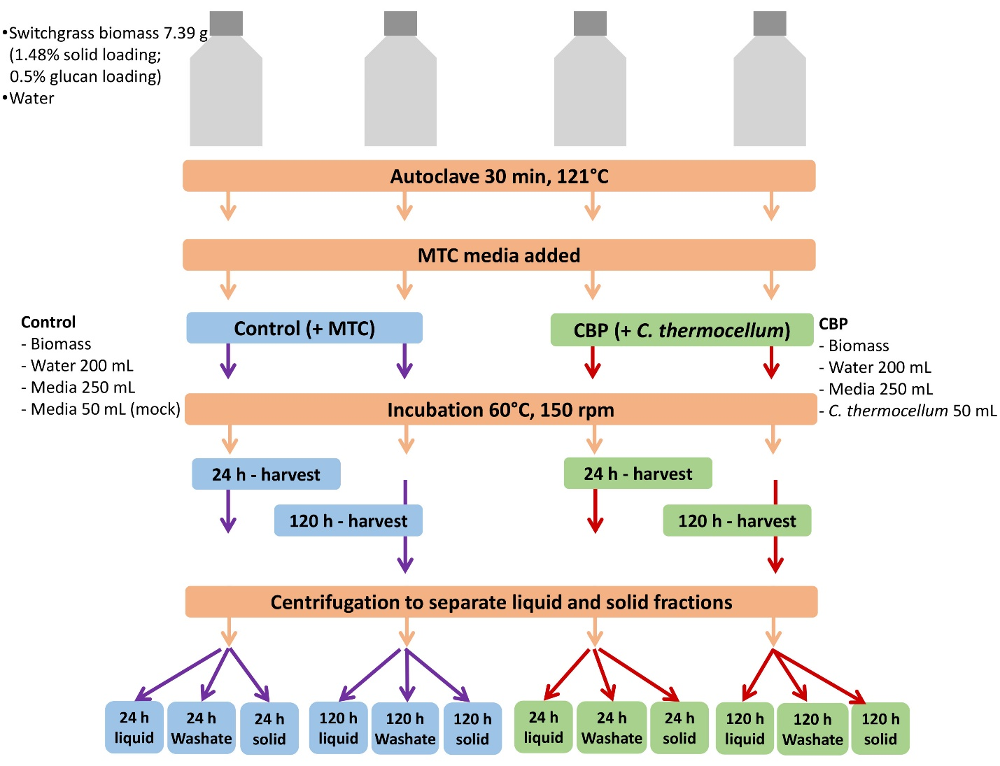 •Switchgrass biomass 7.39 g
(1.48% solid loading;
0.5% glucan loading)
•Water
Autoclave 30 min, 121°C
MTC media added
Control
- Biomass
- Water 200 mL
- Media 250 mL
- Media 50 mL (mock)
Control (+ MTC)
CBP (+ C. thermocellum)
CBP
- Biomass
- Water 200 mL
- Media 250 mL
- C. thermocellum 50 mL
Incubation 60°C, 150 rpm
24 h - harvest
24 h - harvest
120 h - harvest
120 h - harvest
Centrifugation to separate liquid and solid fractions
24 h
liquid
24 h
Washate
24 h
solid
120 h
liquid
120 h
Washate
120 h
solid
24 h
liquid
24 h
Washate
24 h
solid
120 h
liquid
120 h
Washate
120 h
solid